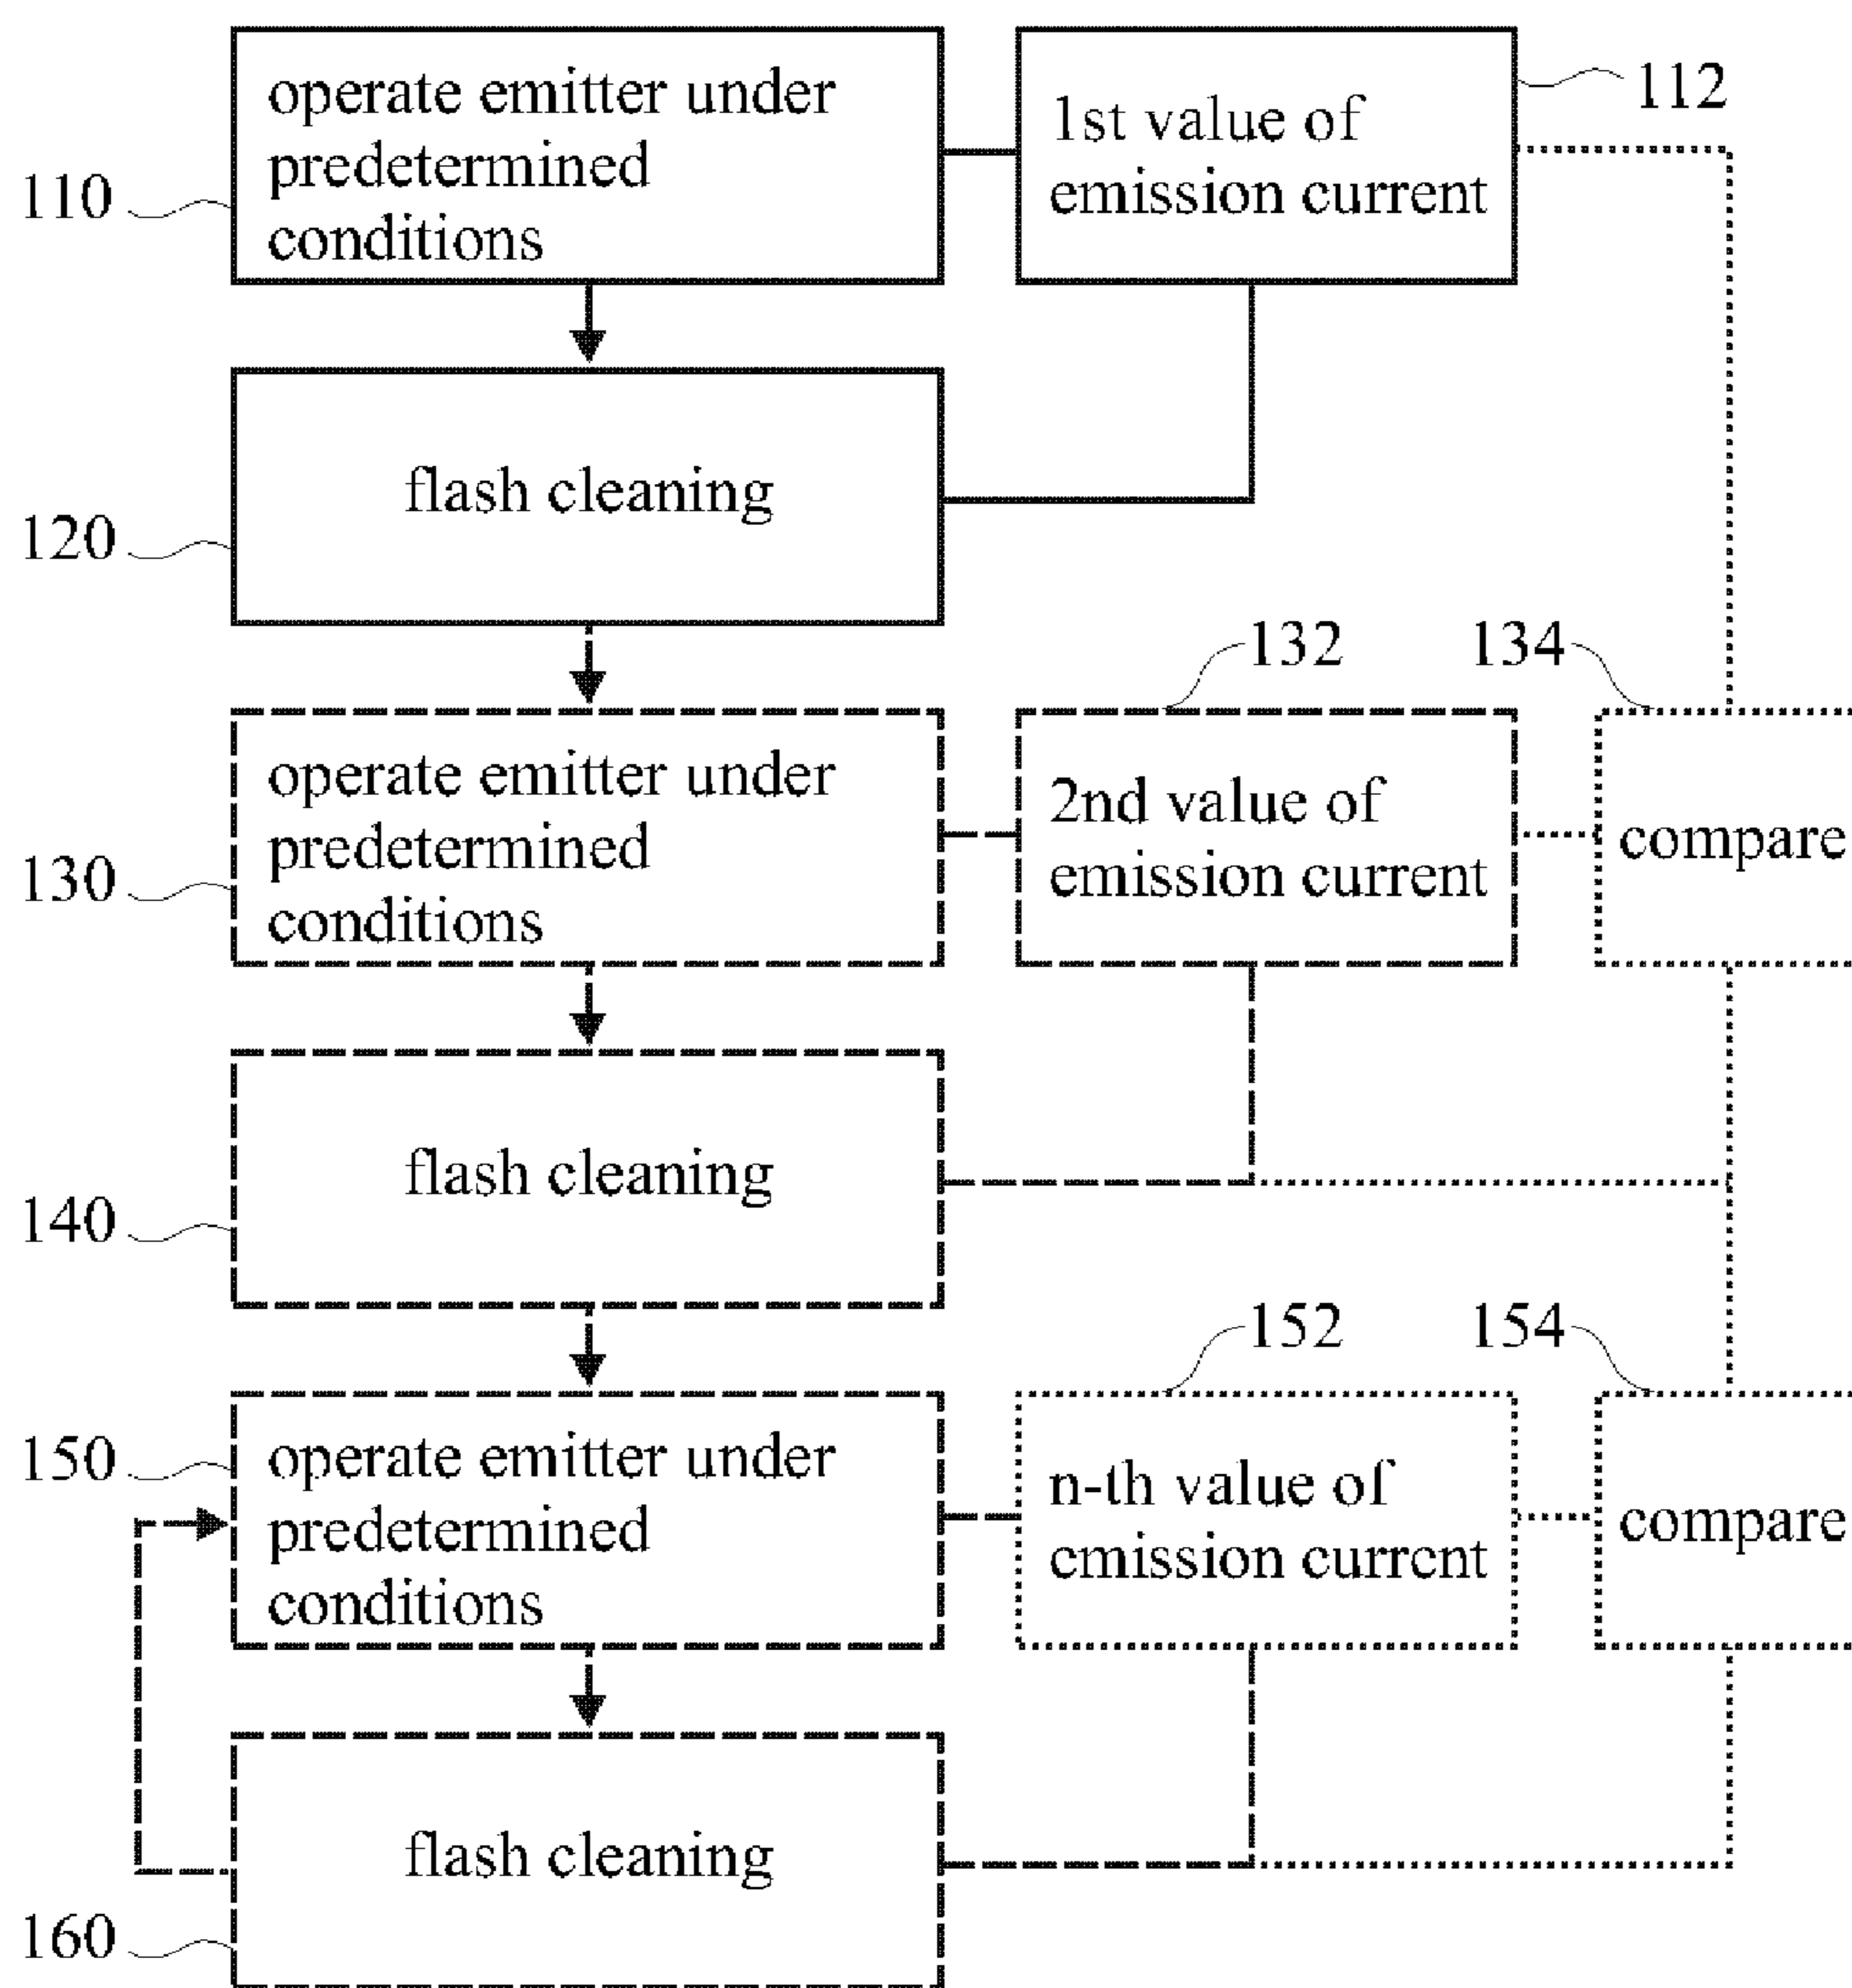 operate emitter under
predetermined
conditions
110
1st value of
emission current
112
flash cleaning
120
132
134
operate emitter under
predetermined
conditions
130
2nd value of
emission current
compare
flash cleaning
140
152
154
operate emitter under
predetermined
conditions
150
n-th value of
emission current
compare
flash cleaning
160